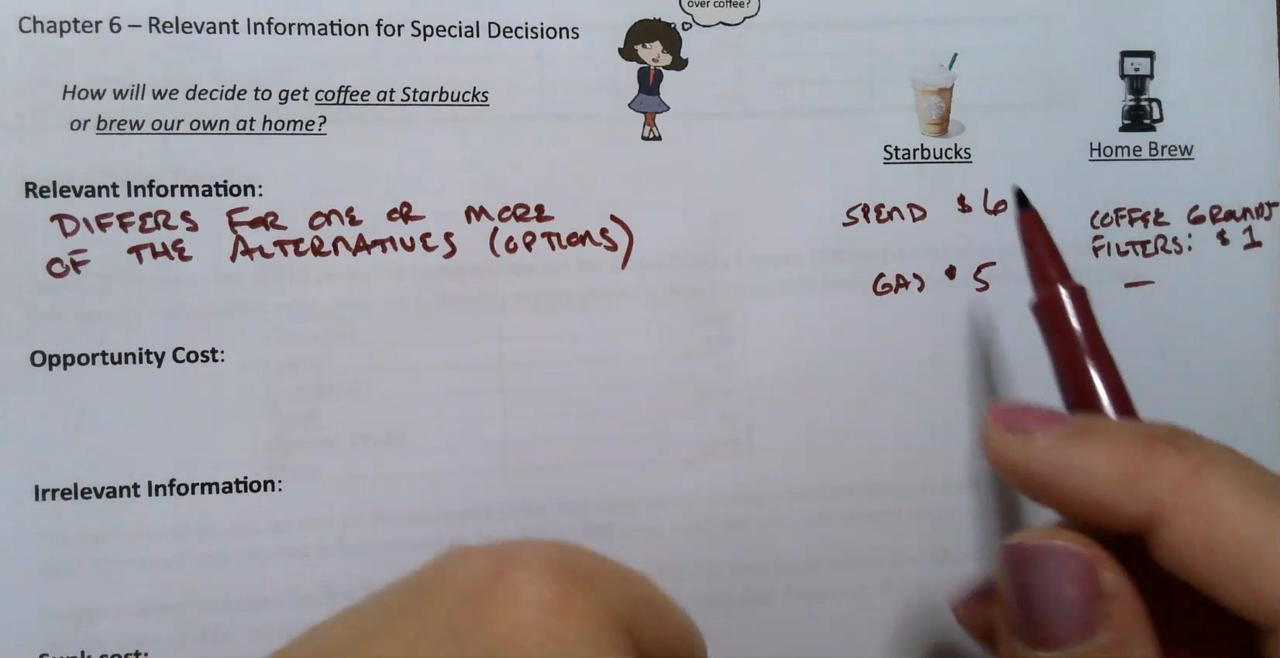 over coffee?
Chapter 6 – Relevant Information for Special Decisions
How will we decide to get coffee at Starbucks
or brew our own at home?
Starbucks
Home Brew
Relevant Information:
DIFFERS FOR ONE OR MORE
OF THE ALTERNATIVES (OPTIONS)
SPEND $6
COFFEE GROUNDS
FILTERS: $1
GAS $5
—
Opportunity Cost:
Irrelevant Information:
Sunk cost: